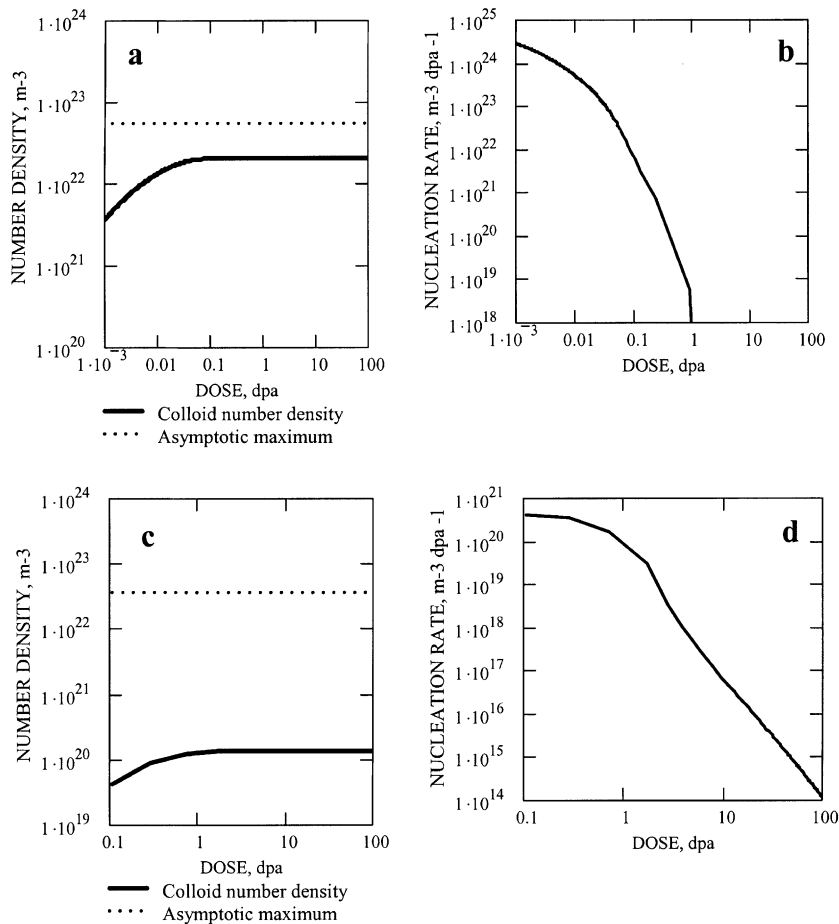 a
NUMBER DENSITY, m-3
1·10^24
1·10^23
1·10^22
1·10^21
1·10^20
1·10^−3 0.01 0.1 1 10 100
DOSE, dpa
Colloid number density
Asymptotic maximum
b
NUCLEATION RATE, m-3 dpa -1
1·10^25
1·10^24
1·10^23
1·10^22
1·10^21
1·10^20
1·10^19
1·10^18
1·10^−3 0.01 0.1 1 10 100
DOSE, dpa
c
NUMBER DENSITY, m-3
1·10^24
1·10^23
1·10^22
1·10^21
1·10^20
1·10^19
0.1 1 10 100
DOSE, dpa
Colloid number density
Asymptotic maximum
d
NUCLEATION RATE, m-3 dpa -1
1·10^21
1·10^20
1·10^19
1·10^18
1·10^17
1·10^16
1·10^15
1·10^14
0.1 1 10 100
DOSE, dpa